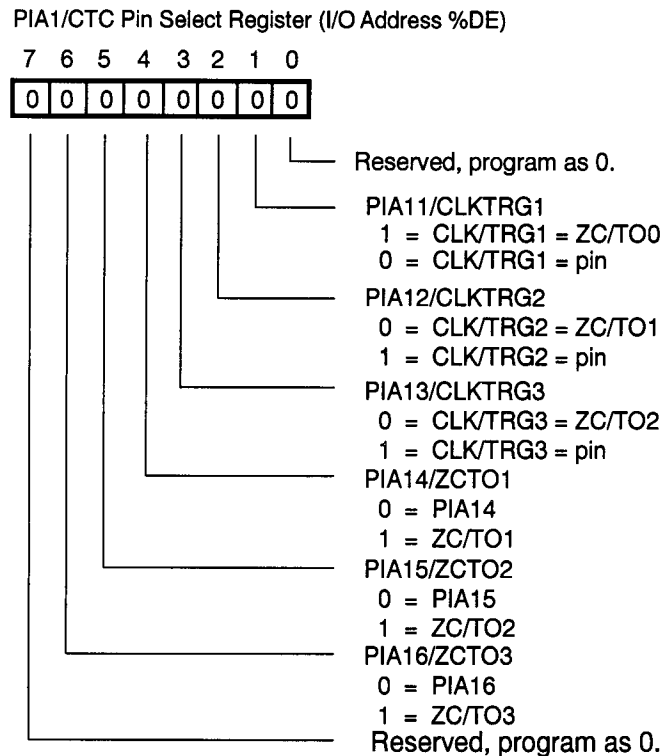 PIA1/CTC Pin Select Register (I/O Address %DE)
7 6 5 4 3 2 1 0
0 0 0 0 0 0 0 0
Reserved, program as 0.
PIA11/CLKTRG1
1 = CLK/TRG1 = ZC/TO0
0 = CLK/TRG1 = pin
PIA12/CLKTRG2
0 = CLK/TRG2 = ZC/TO1
1 = CLK/TRG2 = pin
PIA13/CLKTRG3
0 = CLK/TRG3 = ZC/TO2
1 = CLK/TRG3 = pin
PIA14/ZCTO1
0 = PIA14
1 = ZC/TO1
PIA15/ZCTO2
0 = PIA15
1 = ZC/TO2
PIA16/ZCTO3
0 = PIA16
1 = ZC/TO3
Reserved, program as 0.